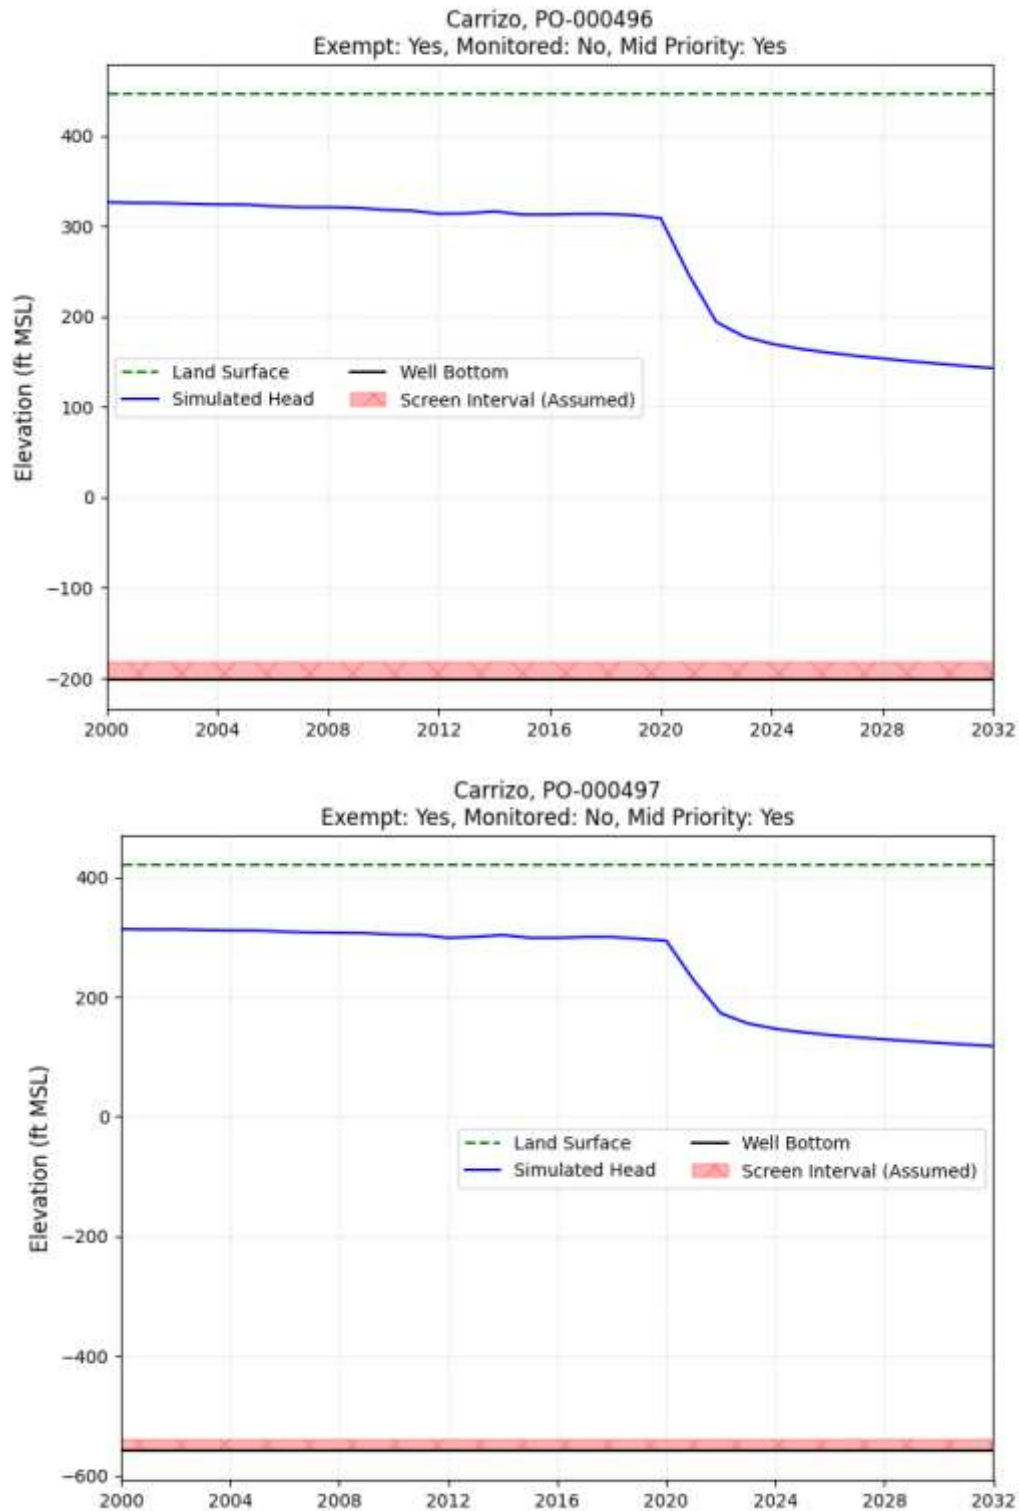 Carrizo, PO-000496
Exempt: Yes, Monitored: No, Mid Priority: Yes
400
300
200
100
0
−100
−200
Elevation (ft MSL)
Land Surface
Simulated Head
Well Bottom
Screen Interval (Assumed)
2000 2004 2008 2012 2016 2020 2024 2028 2032
Carrizo, PO-000497
Exempt: Yes, Monitored: No, Mid Priority: Yes
400
200
0
−200
−400
−600
Elevation (ft MSL)
Land Surface
Simulated Head
Well Bottom
Screen Interval (Assumed)
2000 2004 2008 2012 2016 2020 2024 2028 2032